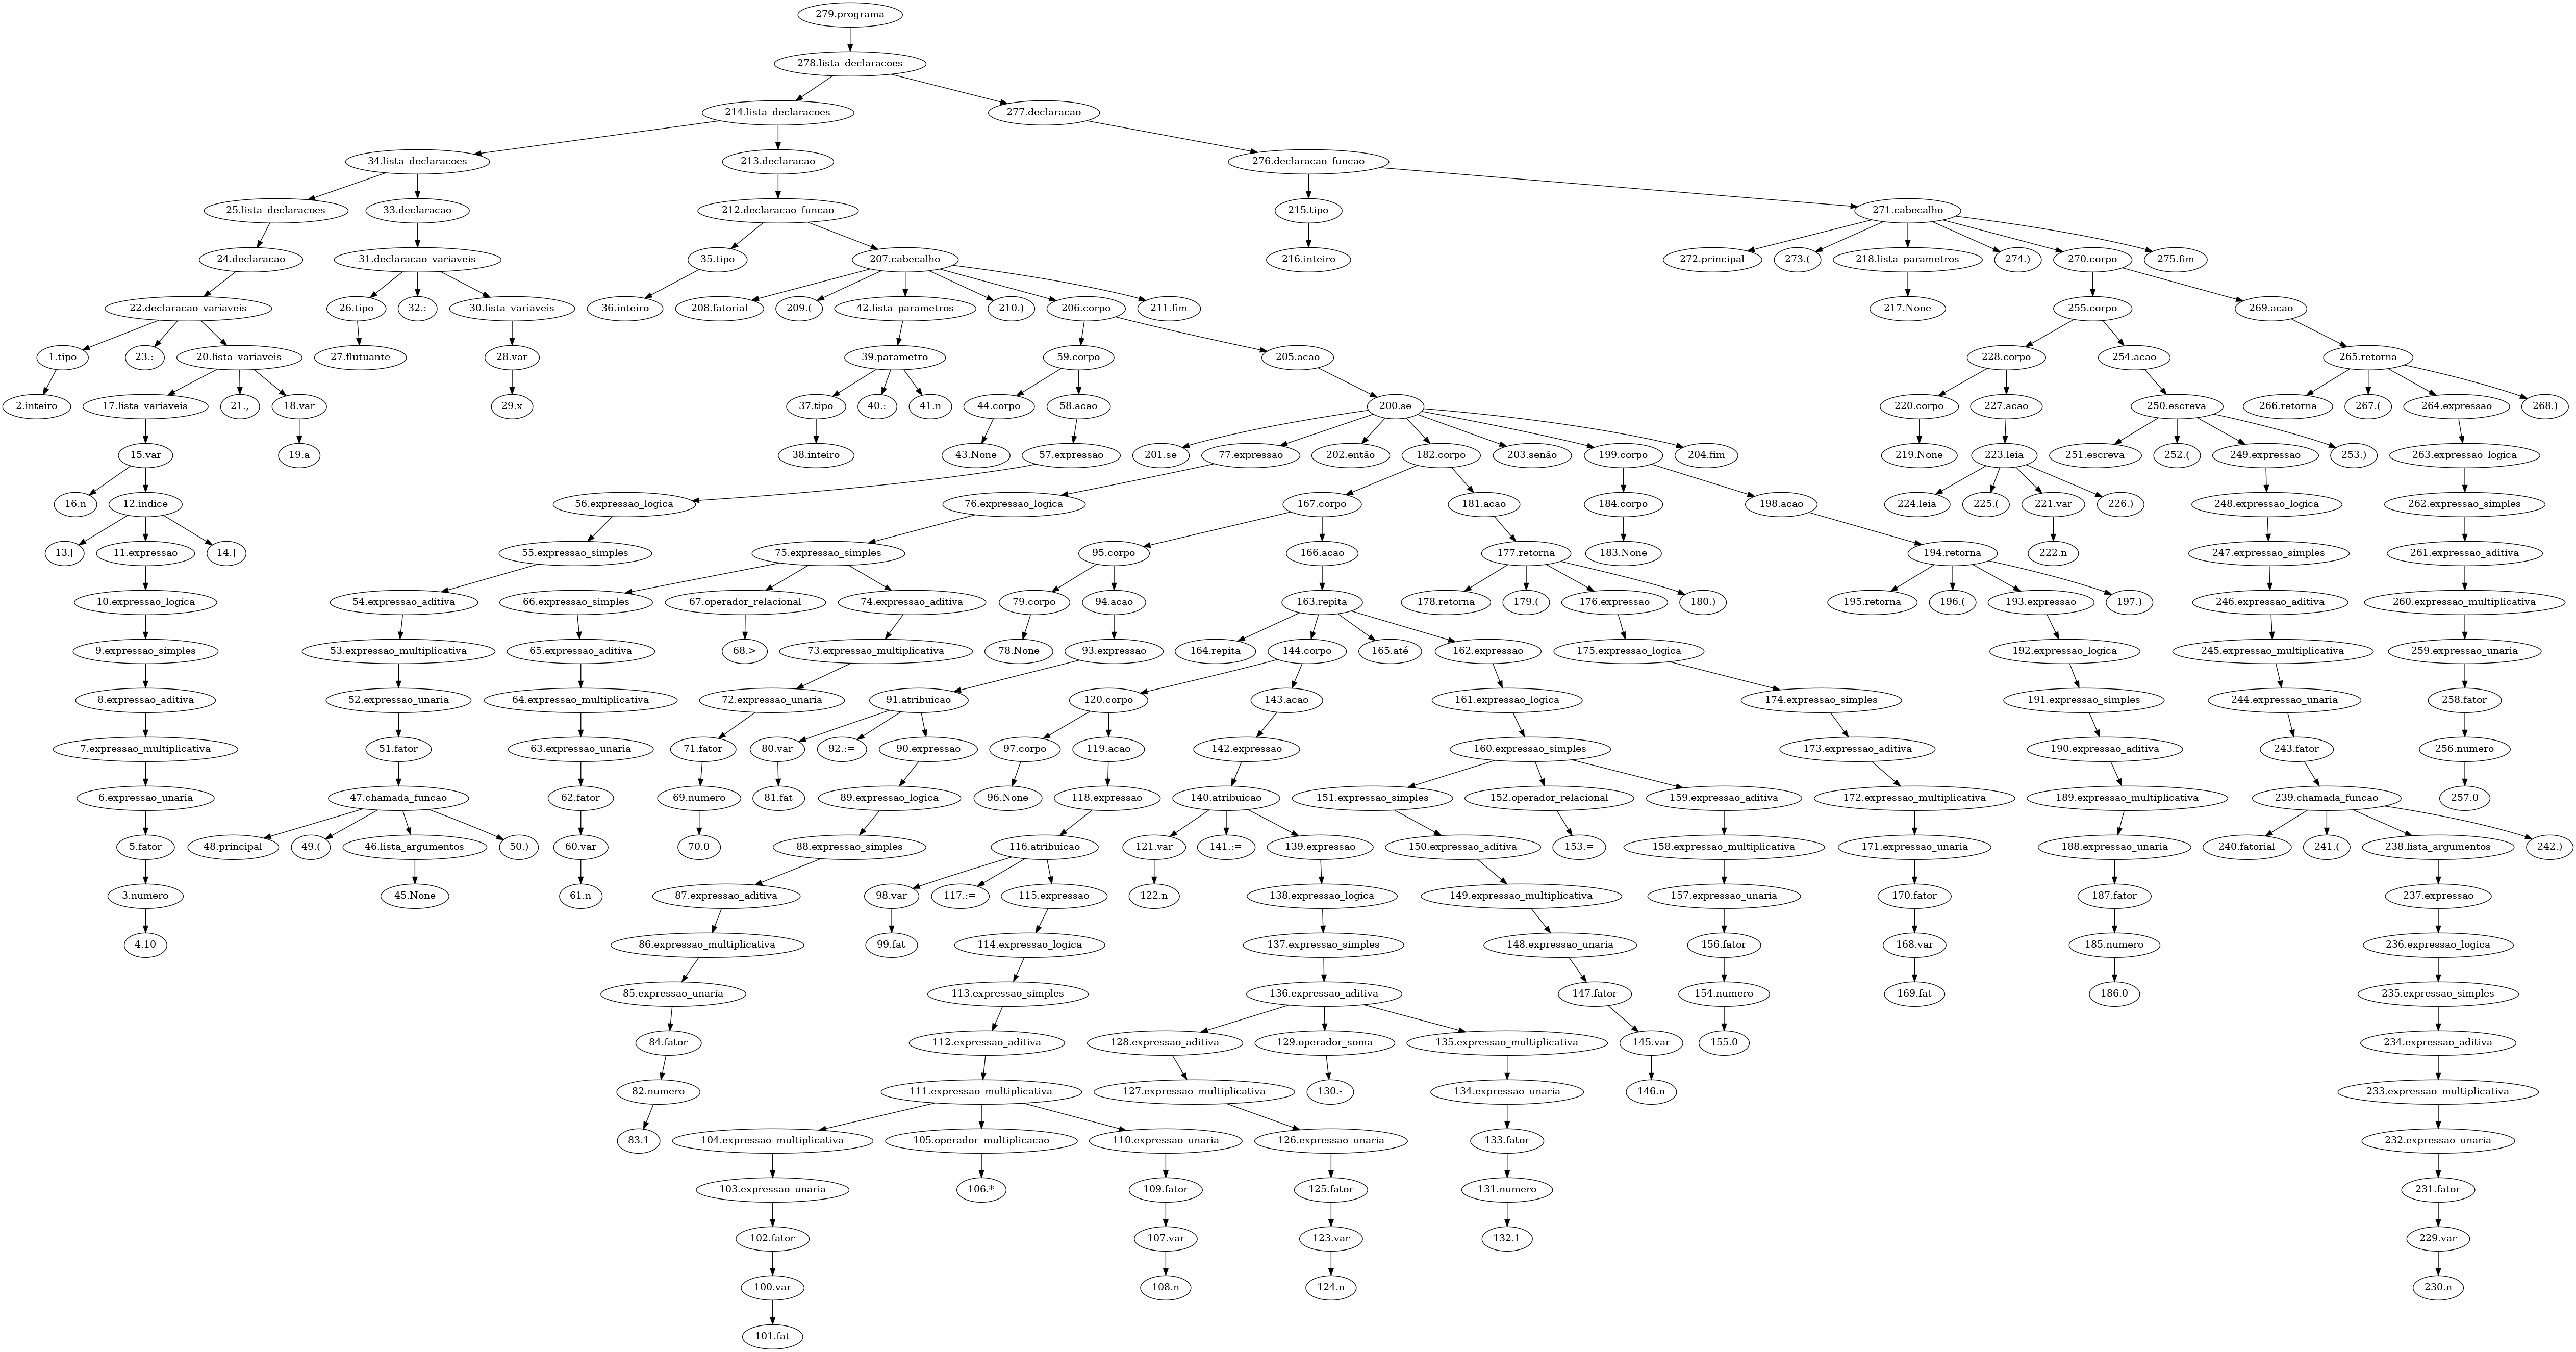 279.programa
278.lista_declaracoes
214.lista_declaracoes
277.declaracao
34.lista_declaracoes
213.declaracao
276.declaracao_funcao
25.lista_declaracoes
33.declaracao
212.declaracao_funcao
215.tipo
271.cabecalho
24.declaracao
31.declaracao_variaveis
35.tipo
207.cabecalho
216.inteiro
272.principal
273.(
218.lista_parametros
274.)
270.corpo
275.fim
22.declaracao_variaveis
26.tipo
32.:
30.lista_variaveis
36.inteiro
208.fatorial
209.(
42.lista_parametros
210.)
206.corpo
211.fim
217.None
255.corpo
269.acao
1.tipo
23.:
20.lista_variaveis
27.flutuante
28.var
39.parametro
59.corpo
205.acao
228.corpo
254.acao
265.retorna
2.inteiro
17.lista_variaveis
21.,
18.var
29.x
37.tipo
40.:
41.n
44.corpo
58.acao
200.se
220.corpo
227.acao
250.escreva
266.retorna
267.(
264.expressao
268.)
15.var
19.a
38.inteiro
43.None
57.expressao
201.se
77.expressao
202.então
182.corpo
203.senão
199.corpo
204.fim
219.None
223.leia
251.escreva
252.(
249.expressao
253.)
263.expressao_logica
16.n
12.indice
56.expressao_logica
76.expressao_logica
167.corpo
181.acao
184.corpo
198.acao
224.leia
225.(
221.var
226.)
248.expressao_logica
262.expressao_simples
13.[
11.expressao
14.]
55.expressao_simples
75.expressao_simples
95.corpo
166.acao
177.retorna
183.None
194.retorna
222.n
247.expressao_simples
261.expressao_aditiva
10.expressao_logica
54.expressao_aditiva
66.expressao_simples
67.operador_relacional
74.expressao_aditiva
79.corpo
94.acao
163.repita
178.retorna
179.(
176.expressao
180.)
195.retorna
196.(
193.expressao
197.)
246.expressao_aditiva
260.expressao_multiplicativa
9.expressao_simples
53.expressao_multiplicativa
65.expressao_aditiva
68.>
73.expressao_multiplicativa
78.None
93.expressao
164.repita
144.corpo
165.até
162.expressao
175.expressao_logica
192.expressao_logica
245.expressao_multiplicativa
259.expressao_unaria
8.expressao_aditiva
52.expressao_unaria
64.expressao_multiplicativa
72.expressao_unaria
91.atribuicao
120.corpo
143.acao
161.expressao_logica
174.expressao_simples
191.expressao_simples
244.expressao_unaria
258.fator
7.expressao_multiplicativa
51.fator
63.expressao_unaria
71.fator
80.var
92.:=
90.expressao
97.corpo
119.acao
142.expressao
160.expressao_simples
173.expressao_aditiva
190.expressao_aditiva
243.fator
256.numero
6.expressao_unaria
47.chamada_funcao
62.fator
69.numero
81.fat
89.expressao_logica
96.None
118.expressao
140.atribuicao
151.expressao_simples
152.operador_relacional
159.expressao_aditiva
172.expressao_multiplicativa
189.expressao_multiplicativa
239.chamada_funcao
257.0
5.fator
48.principal
49.(
46.lista_argumentos
50.)
60.var
70.0
88.expressao_simples
116.atribuicao
121.var
141.:=
139.expressao
150.expressao_aditiva
153.=
158.expressao_multiplicativa
171.expressao_unaria
188.expressao_unaria
240.fatorial
241.(
238.lista_argumentos
242.)
3.numero
45.None
61.n
87.expressao_aditiva
98.var
117.:=
115.expressao
122.n
138.expressao_logica
149.expressao_multiplicativa
157.expressao_unaria
170.fator
187.fator
237.expressao
4.10
86.expressao_multiplicativa
99.fat
114.expressao_logica
137.expressao_simples
148.expressao_unaria
156.fator
168.var
185.numero
236.expressao_logica
85.expressao_unaria
113.expressao_simples
136.expressao_aditiva
147.fator
154.numero
169.fat
186.0
235.expressao_simples
84.fator
112.expressao_aditiva
128.expressao_aditiva
129.operador_soma
135.expressao_multiplicativa
145.var
155.0
234.expressao_aditiva
82.numero
111.expressao_multiplicativa
127.expressao_multiplicativa
130.-
134.expressao_unaria
146.n
233.expressao_multiplicativa
83.1
104.expressao_multiplicativa
105.operador_multiplicacao
110.expressao_unaria
126.expressao_unaria
133.fator
232.expressao_unaria
103.expressao_unaria
106.*
109.fator
125.fator
131.numero
231.fator
102.fator
107.var
123.var
132.1
229.var
100.var
108.n
124.n
230.n
101.fat